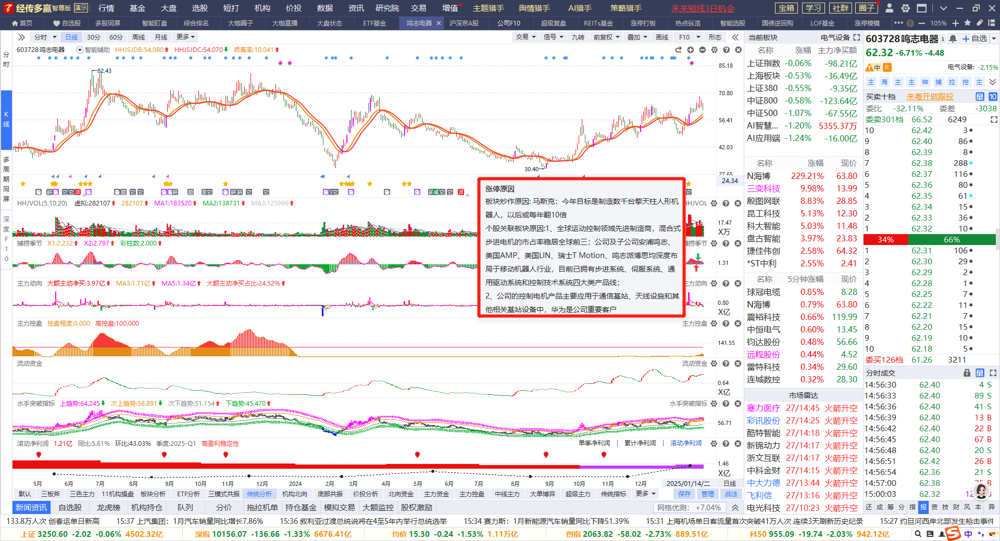 经传多赢 智尊版 演示 行情 基金 大盘 选股 短打 机构 价投 数据 资讯 研究院 交易 增值 主题猎手 舆情猎手 AI猎手 策略猎手 未来短线3日机会 宝箱 学习 社群 圈子
首页 自选股 多股同屏 智能盯盘 综合排名 大咖圈子 大咖直播 大盘状态 ETF基金 鸣志电器 沪深京A股 公司F10 超级复盘 REITs基金 涨停打板 热点纵览 智能选股 国债逆回购 LOF基金 涨停棱镜 105%
分时 日线 30分 60分 周线 月线 更多 交易 信号 九转 前复权 叠加 画线 F10 形态
分时
K线
多周期同屏
深度F10
603728 鸣志电器 智能辅助 HHJSJDB:54.080 HHJSJDC:54.070 乖离率:10.041
82.43
30.40
85.18
70.80
56.41
42.03
27.65
24.34
HHJVOL(5,10,20) 虚拟:282107 282107 MA1:183520 MA2:138731 MA3:125996 HHJVOL
17.47
X万
捕捞季节 X1:2.232 X2:2.797 彩柱数:2.000 捕捞季节
1.31
主力动向 大额主动净买:3.97亿 MA3:1.71亿 MA5:1.34亿 大额主动净买占比:24.52% 主力动向
0.80
X亿
主力控盘 控盘程度:0.000 高控盘:100.000 主力控盘
141.55
流动资金 流动资金
0.64
X亿
水手突破指标 上趋势:64.245 次上趋势:58.891 次下趋势:51.154 下趋势:45.470 水手突破指标
56.71
滚动净利润 1.21亿 同比:5.61% 环比:43.03% 季度:2025-Q1 高盈利稳定性 单季净利润 | 累计净利润 | 滚动净利润
1.46
X亿
5月 6月 7月 8月 9月 10月 11月 12月 2024 2月 3月 4月 5月 6月 7月 8月 9月 10月 11月 12月 2025/01/14/二 日线
涨停原因
板块炒作原因: 马斯克：今年目标是制造数千台擎天柱人形机
器人，以后或每年翻10倍
个股关联板块原因:1、全球运动控制领域先进制造商，混合式
步进电机的市占率稳居全球前三；公司及子公司安浦鸣志、
美国AMP、美国LIN、瑞士T Motion、鸣志派博思均深度布
局于移动机器人行业，目前已拥有步进系统、伺服系统、通
用驱动系统和控制技术系统四大类产品线；
2、公司的控制电机产品主要应用于通信基站、天线设施和其
他相关基站设备中，华为是公司重要客户
默认 三板斧 三色主力 11机构操盘 板块分析 ETF分析 三模式共振 传统分析 机构北向 底部共振 价投分析 北向资金 主力资金 主力控盘 中线主力 大单博弈 超级主力 传统指标 更多 保存 管理 战法
新闻资讯 自选股 龙虎榜 机构持仓 队列 分价 拖拉机单 持仓基金 模拟交易 大额监控 股权激励 网格优测： +7.04%
当前板块 电气设备
名称 涨幅 主力净买额
上证指数 -0.06% -98.21亿
上海板块 -0.53% -36.49亿
上证380 -0.55% -9.35亿
中证800 -0.58% -123.64亿
中证500 -1.07% -67.55亿
AI智慧... -1.20% 5355.37万
AI应用端 -1.24% -16.00亿
名称 涨幅 现价
N海博 229.21% 63.80
三变科技 9.98% 13.99
殷图网联 8.83% 28.85
昆工科技 5.13% 12.30
科大智能 5.03% 11.48
盘古智能 3.97% 23.83
捷佳伟创 2.58% 64.32
*ST中利 2.55% 2.41
名称 5分钟涨幅 现价
球冠电缆 0.85% 8.28
N海博 0.79% 63.80
震裕科技 0.66% 119.99
中恒电气 0.60% 13.45
钧达股份 0.48% 56.66
远程股份 0.44% 4.52
雷特科技 0.34% 29.60
连城数控 0.32% 28.30
市场雷达
塞力医疗 27/14:45 火箭升空
彩讯股份 27/14:25 火箭升空
酷特智能 27/14:18 火箭升空
新锦动力 27/14:17 火箭升空
浙文互联 27/14:17 火箭升空
中科金财 27/14:15 火箭升空
中大力德 27/13:44 火箭升空
飞利信 27/13:16 火箭升空
电光科技 27/10:23 火箭升空
603728 鸣志电器 自选
62.32 -6.71% -4.48
中 R 电气设备: -2.15%
主 海 主 主 神 捕 拉 控 主
买卖十档 来粤开做跟投 量 10
委比 -32.11% 委差 -3038
委卖301档 66.52 6249
10 62.42 3
9 62.40 86
8 62.39 8
7 62.38 288
6 62.37 116
5 62.36 80
4 62.35 61
3 62.34 15
2 62.33 36
1 62.32 10
34% 66%
1 62.31 106
2 62.30 29
3 62.29 2
4 62.28 1
5 62.25 7
6 62.22 11
7 62.21 7
8 62.20 15
9 62.19 10
10 62.18 5
委买126档 61.26 3211
分时成交 量
14:56:30 62.40 4 S
14:56:33 62.40 89 S
14:56:36 62.40 41 S
14:56:39 62.40 13 B
14:56:42 62.40 22 B
14:56:45 62.40 67 B
14:56:48 62.40 20 S
14:56:51 62.42 26 B
14:56:54 62.36 21 S
14:57:00 62.38 B
15:00:03 62.32
还 成 筹 分 指 报 资 技 财 风 本 异
133.8万人次 创春运单日新高 15:37 上汽集团：1月汽车销量同比增长7.86% 15:36 叙利亚过渡总统说将在4至5年内举行总统选举 15:34 赛力斯：1月新能源汽车销量同比下降51.39% 15:31 上海机场单日客流量首次突破41万人次 连续3天刷新历史纪录 15:27 约旦河西岸北部发生枪击事件
上证 3250.60 -2.02 -0.06% 4502.32亿 深指 10156.07 -136.66 -1.33% 6676.41亿 均价 15.30 -0.24 -1.53% 1.11万亿 创指 2063.82 -58.02 -2.73% 889.51亿 科50 955.09 -19.74 -2.03% 942.12亿 中